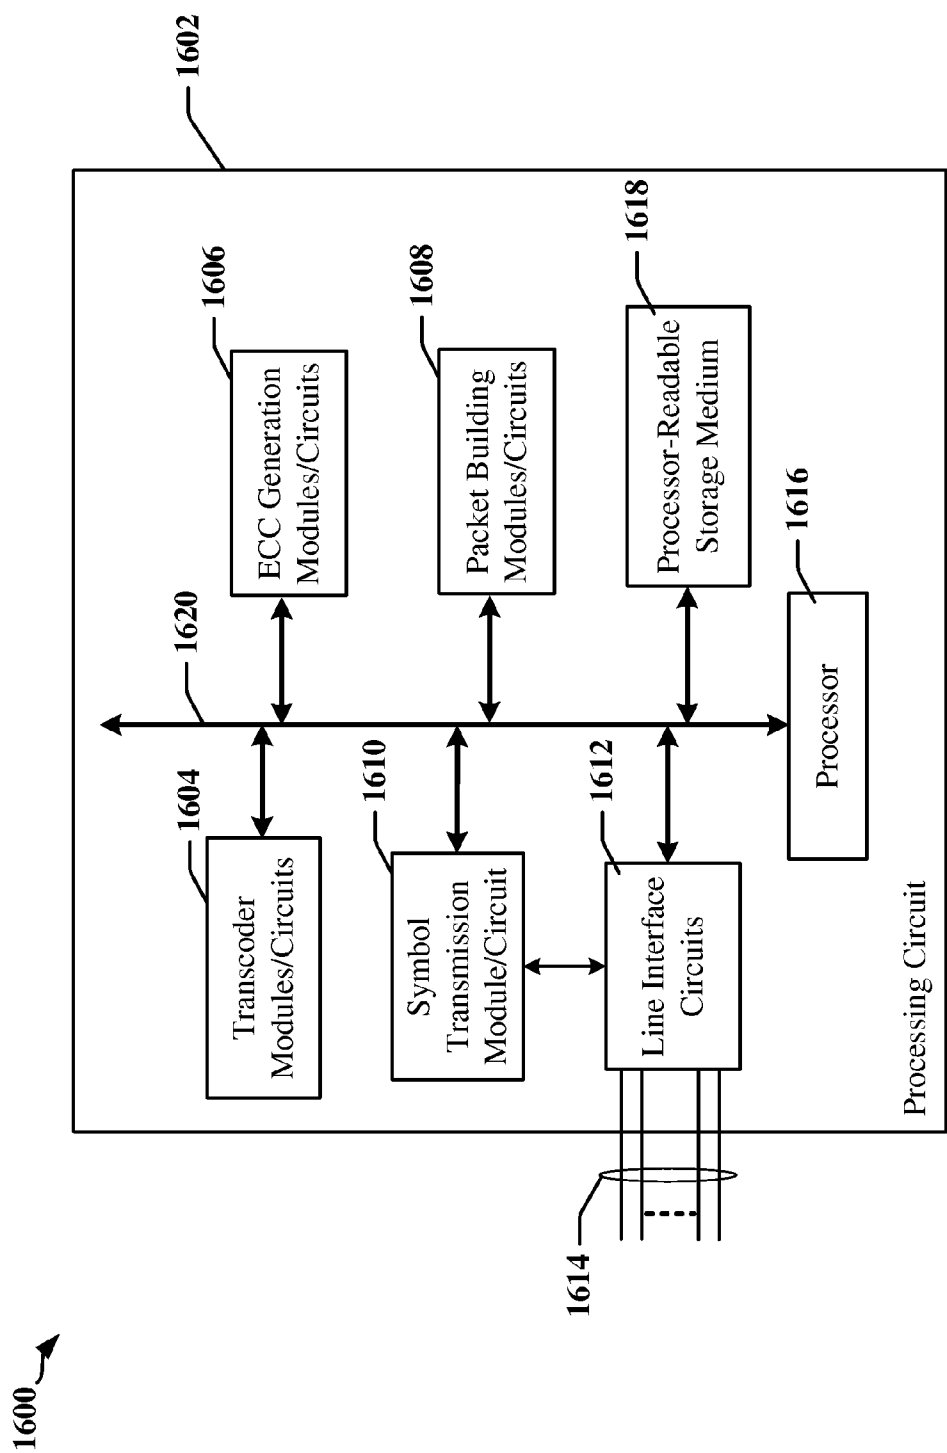 1600
1602
1604
Transcoder
Modules/Circuits
1620
1606
ECC Generation
Modules/Circuits
1610
Symbol
Transmission
Module/Circuit
1608
Packet Building
Modules/Circuits
1614
1612
Line Interface
Circuits
1618
Processor-Readable
Storage Medium
1616
Processor
Processing Circuit